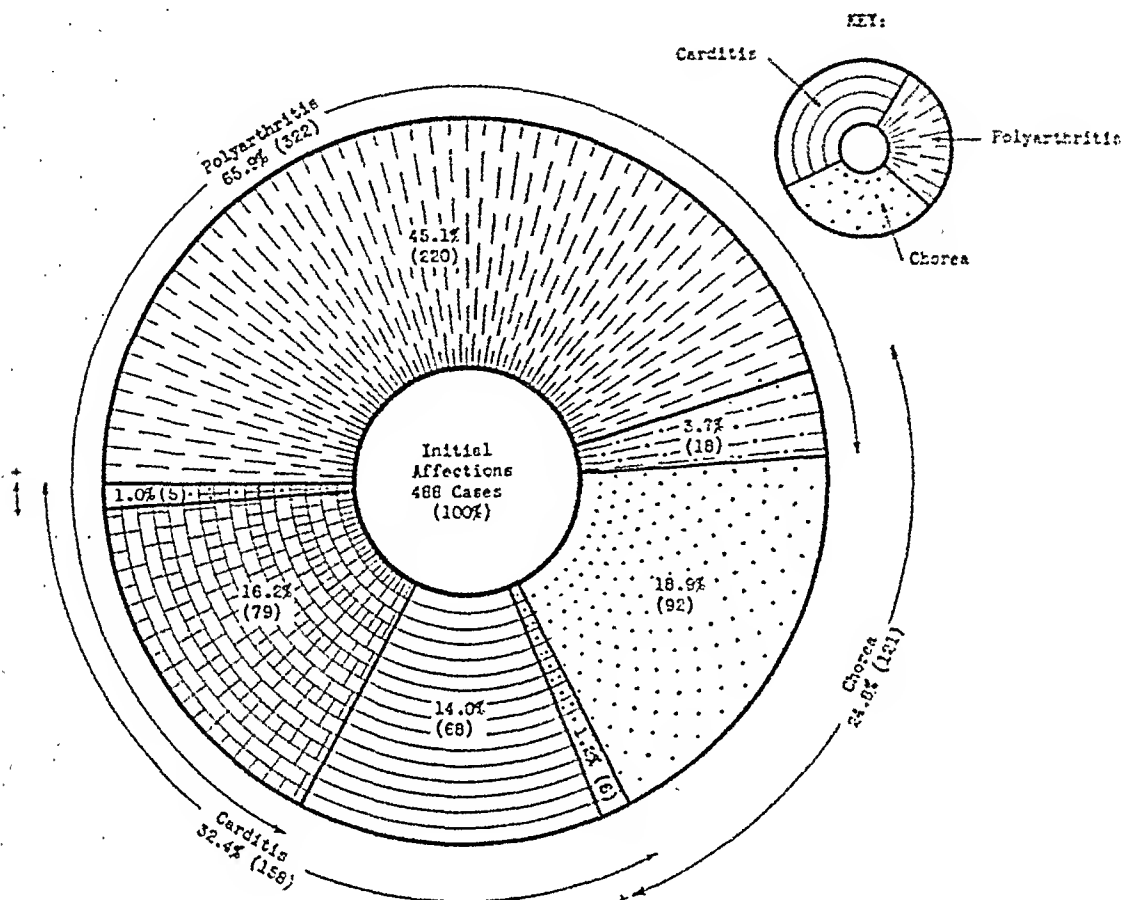 KEY:
Carditis
Polyarthritis
Chorea
Polyarthritis
65.9% (322)
45.1%
(220)
3.7%
(18)
Initial
Affections
488 Cases
(100%)
1.0% (5)
16.2%
(79)
18.9%
(92)
14.0%
(68)
1.2% (6)
Chorea
24.8% (121)
Carditis
32.4% (158)